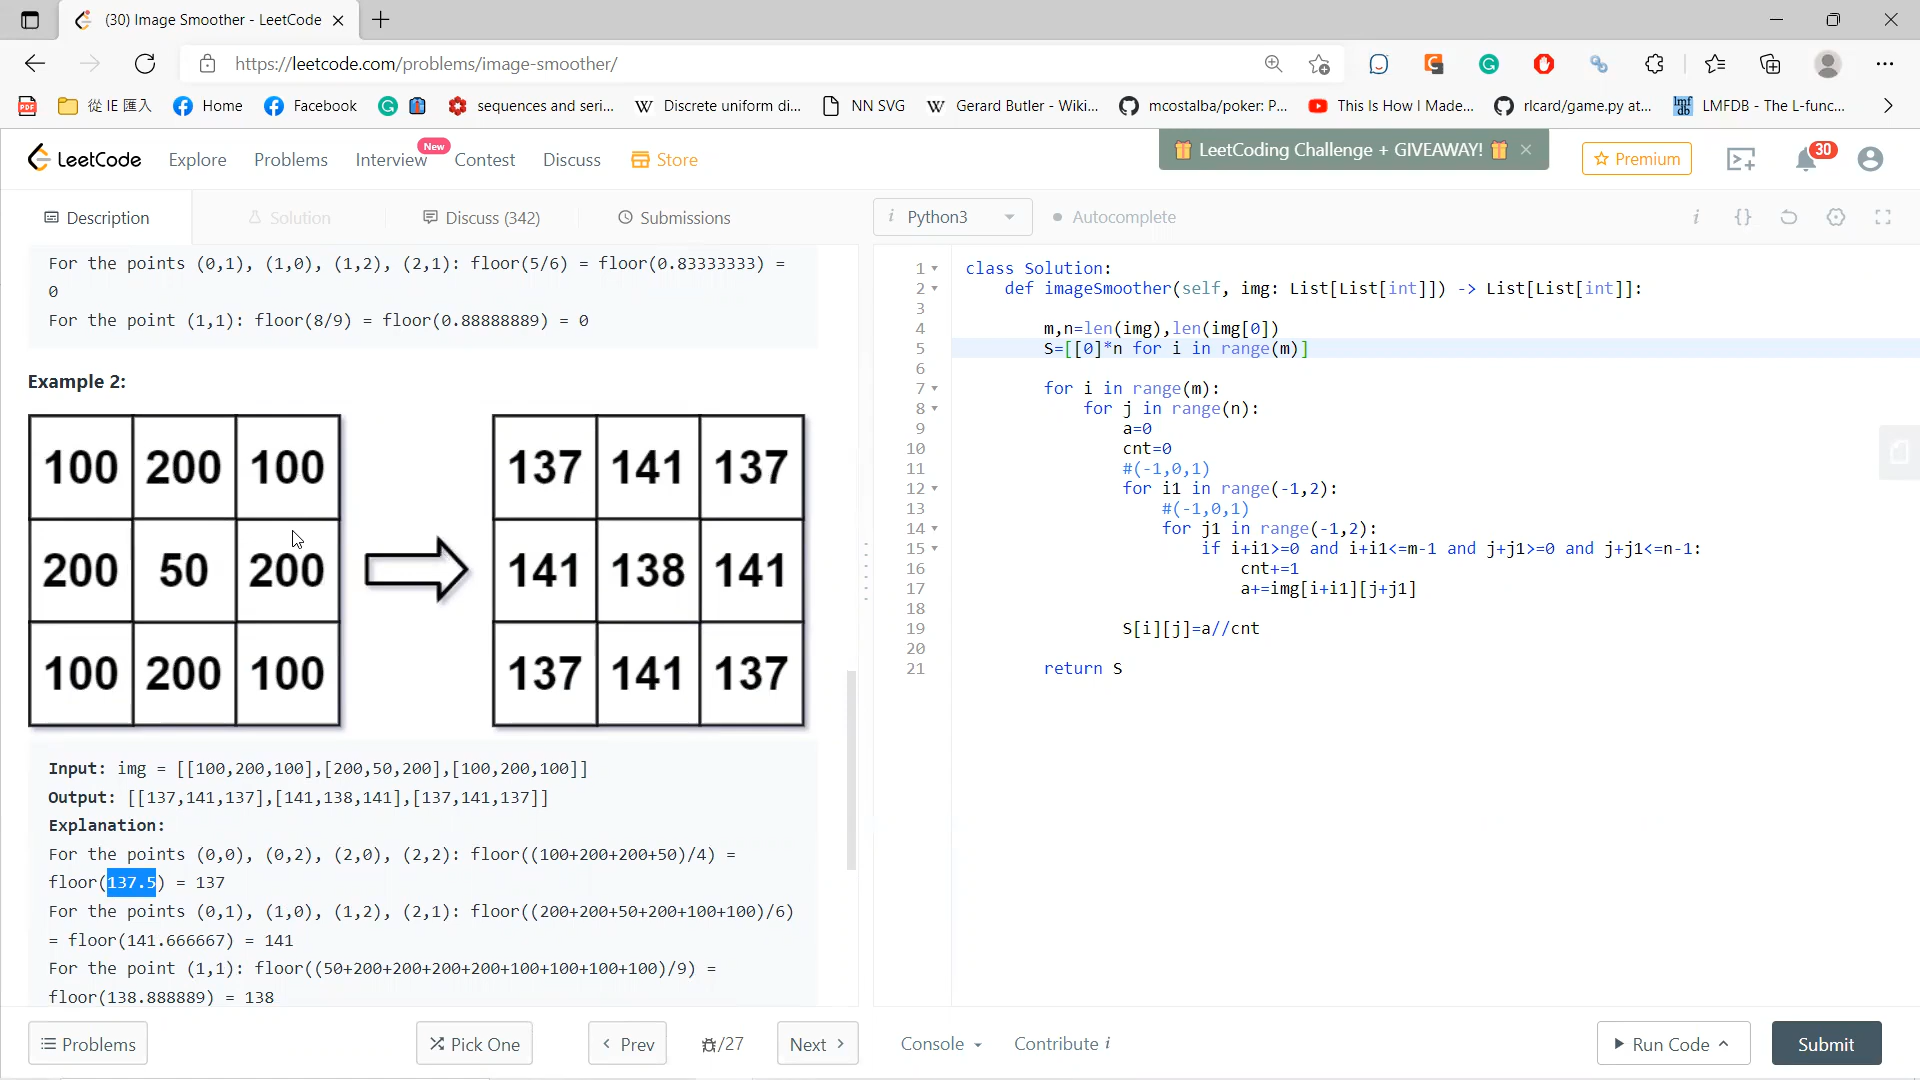 (30) Image Smoother - LeetCode
https://leetcode.com/problems/image-smoother/
從 IE 匯入
Home
Facebook
sequences and seri...
Discrete uniform di...
NN SVG
Gerard Butler - Wiki...
mcostalba/poker: P...
This Is How I Made...
rlcard/game.py at...
LMFDB - The L-func...
LeetCode
Explore
Problems
Interview
New
Contest
Discuss
Store
LeetCoding Challenge + GIVEAWAY!
Premium
30
Description
Solution
Discuss (342)
Submissions
i Python3
Autocomplete
i
{}
For the points (0,1), (1,0), (1,2), (2,1): floor(5/6) = floor(0.83333333) =
0
For the point (1,1): floor(8/9) = floor(0.88888889) = 0
Example 2:
100 200 100
200 50 200
100 200 100
137 141 137
141 138 141
137 141 137
Input: img = [[100,200,100],[200,50,200],[100,200,100]]
Output: [[137,141,137],[141,138,141],[137,141,137]]
Explanation:
For the points (0,0), (0,2), (2,0), (2,2): floor((100+200+200+50)/4) =
floor(137.5) = 137
For the points (0,1), (1,0), (1,2), (2,1): floor((200+200+50+200+100+100)/6)
= floor(141.666667) = 141
For the point (1,1): floor((50+200+200+200+200+100+100+100+100)/9) =
floor(138.888889) = 138
1 class Solution:
2 def imageSmoother(self, img: List[List[int]]) -> List[List[int]]:
3
4 m,n=len(img),len(img[0])
5 S=[[0]*n for i in range(m)]
6
7 for i in range(m):
8 for j in range(n):
9 a=0
10 cnt=0
11 #(-1,0,1)
12 for i1 in range(-1,2):
13 #(-1,0,1)
14 for j1 in range(-1,2):
15 if i+i1>=0 and i+i1<=m-1 and j+j1>=0 and j+j1<=n-1:
16 cnt+=1
17 a+=img[i+i1][j+j1]
18
19 S[i][j]=a//cnt
20
21 return S
Problems
Pick One
Prev
/27
Next
Console
Contribute i
Run Code
Submit